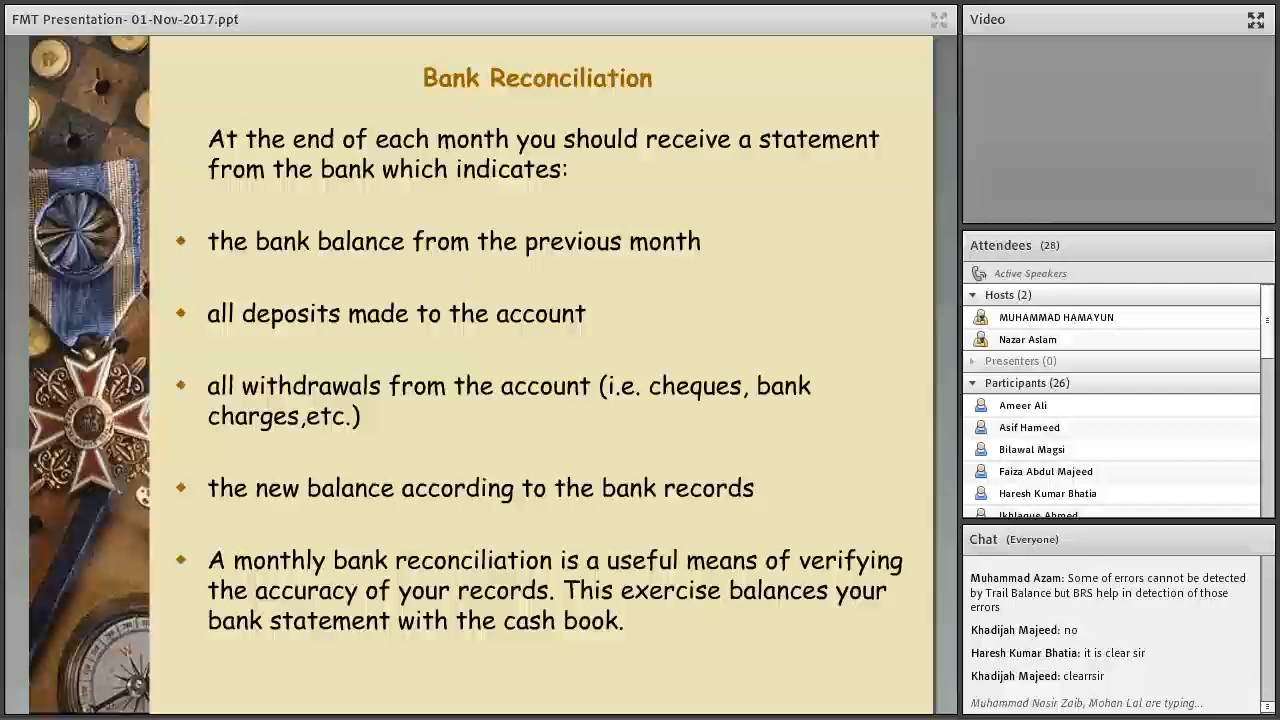 FMT Presentation- 01-Nov-2017.ppt
Bank Reconciliation
At the end of each month you should receive a statement
from the bank which indicates:
the bank balance from the previous month
all deposits made to the account
all withdrawals from the account (i.e. cheques, bank
charges,etc.)
the new balance according to the bank records
A monthly bank reconciliation is a useful means of verifying
the accuracy of your records. This exercise balances your
bank statement with the cash book.
Video
Attendees (28)
Active Speakers
Hosts (2)
MUHAMMAD HAMAYUN
Nazar Aslam
Presenters (0)
Participants (26)
Ameer Ali
Asif Hameed
Bilawal Magsi
Faiza Abdul Majeed
Haresh Kumar Bhatia
Ikhlaque Ahmed
Chat (Everyone)
Muhammad Azam: Some of errors cannot be detected
by Trail Balance but BRS help in detection of those
errors
Khadijah Majeed: no
Haresh Kumar Bhatia: it is clear sir
Khadijah Majeed: clearrsir
Muhammad Nasir Zaib, Mohan Lal are typing...